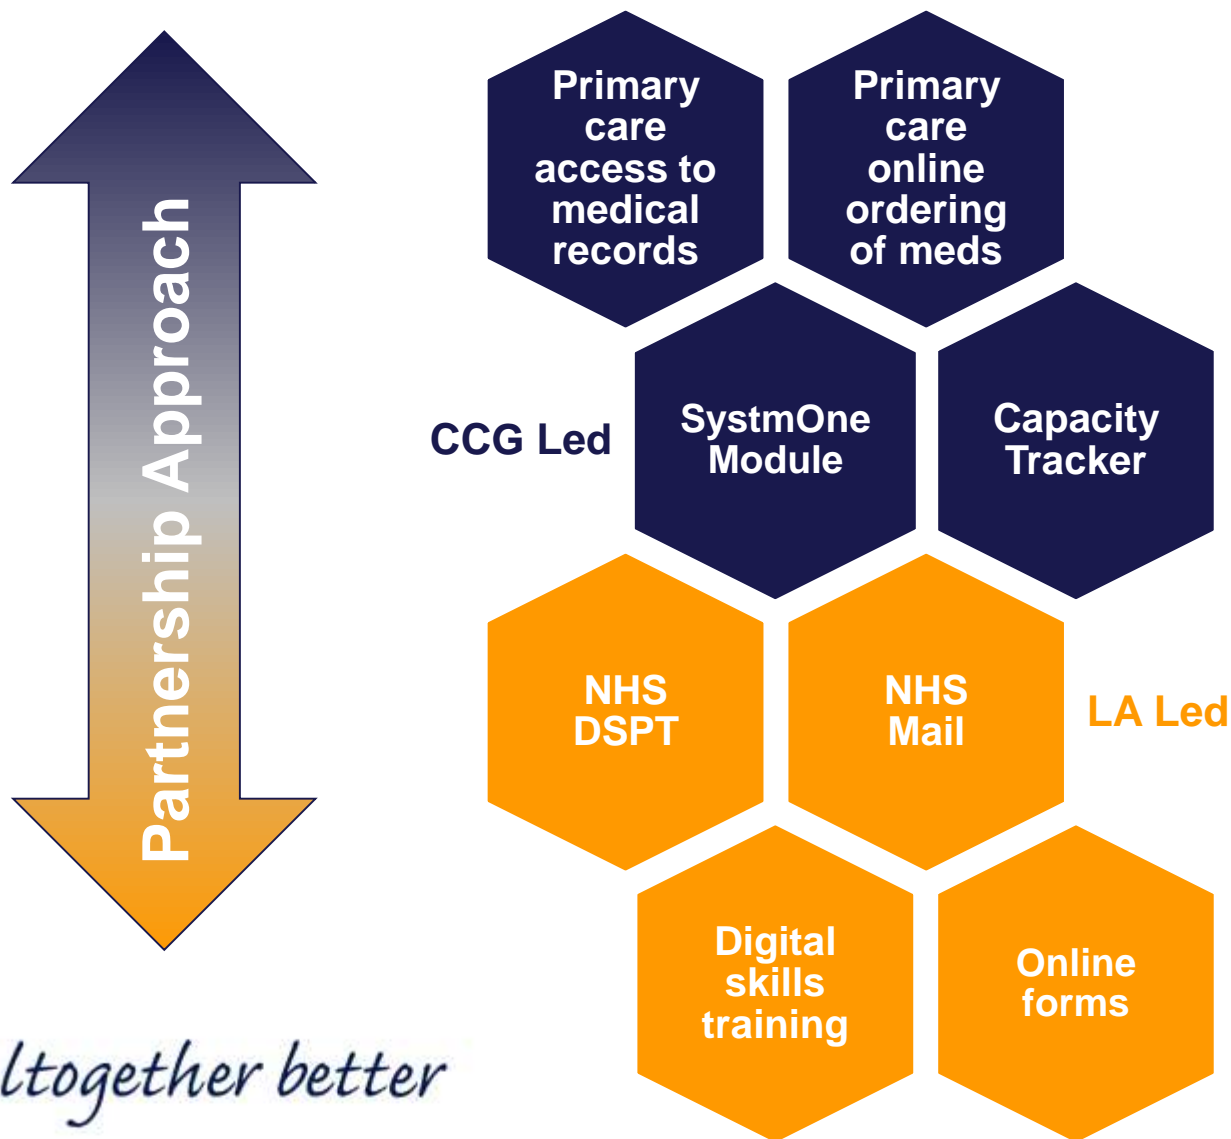 Partnership Approach
Primary
care
access to
medical
records
Primary
care
online
ordering
of meds
CCG Led
SystmOne
Module
Capacity
Tracker
NHS
DSPT
NHS
Mail
LA Led
Digital
skills
training
Online
forms
ltogether better